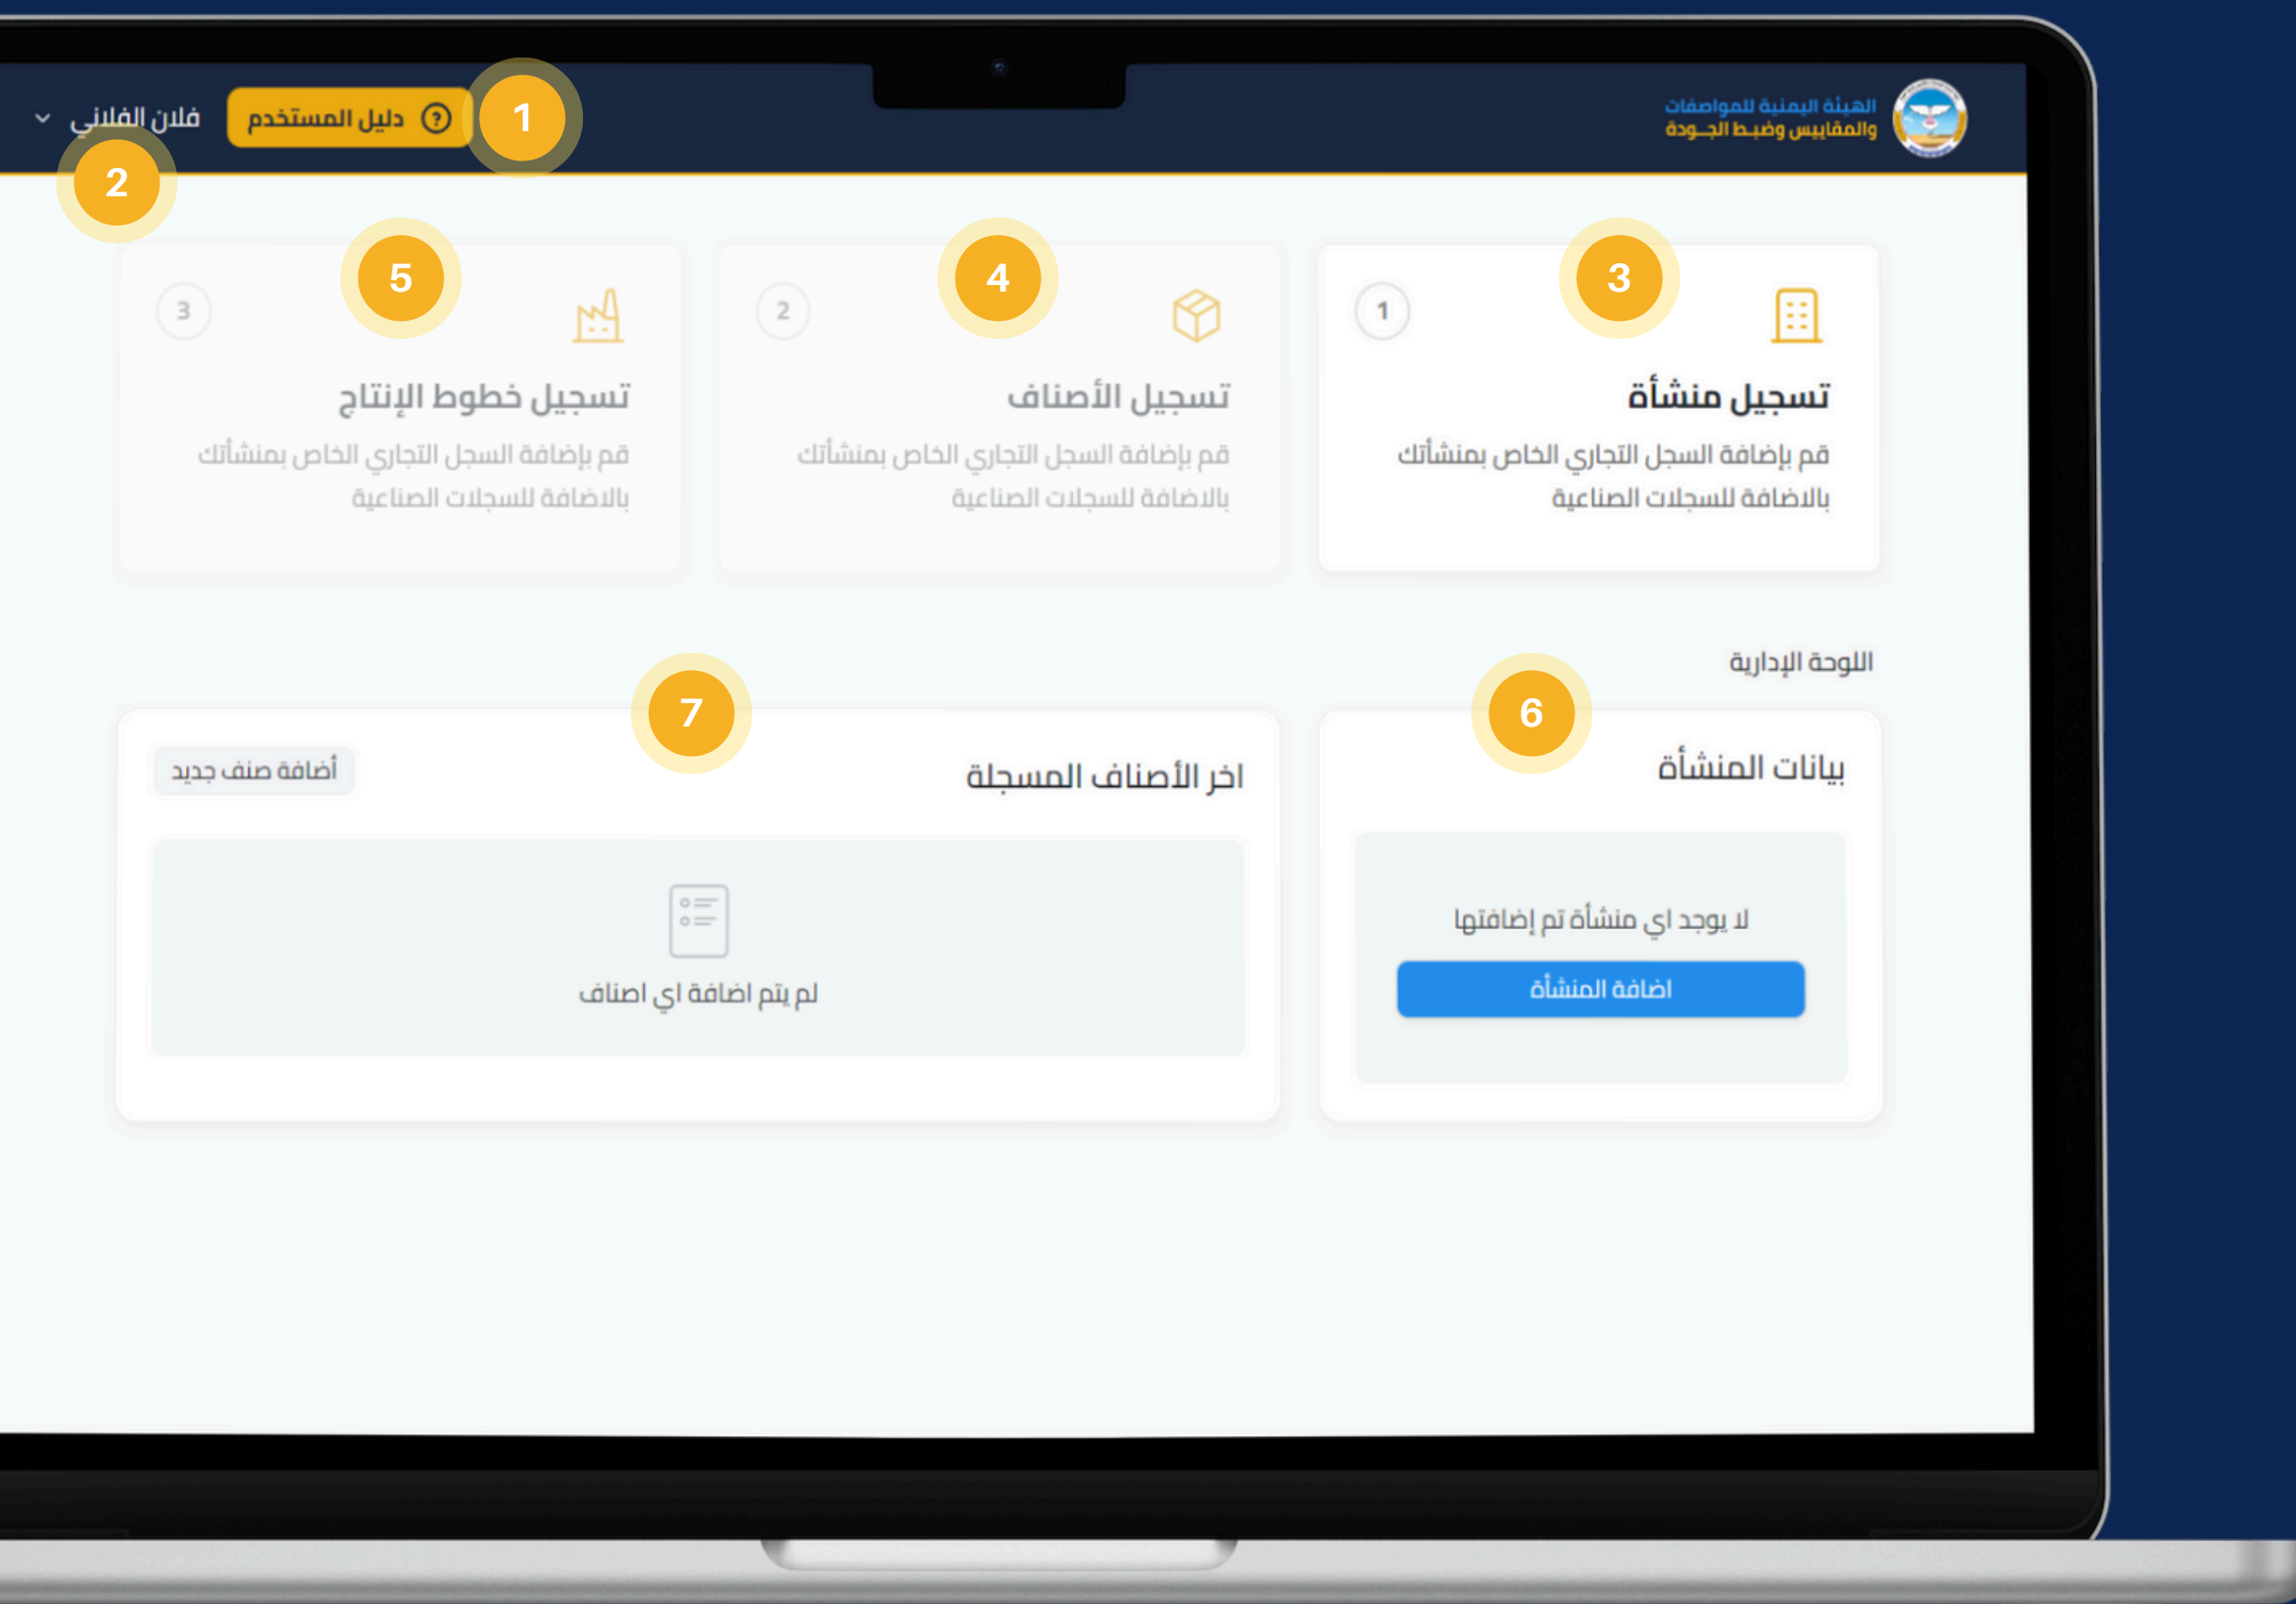 الهيئة اليمنية للمواصفات
والمقاييس وضبـط الجــودة
1
دليل المستخدم
فلان الفلاني
2
3
1
تسجيل منشأة
قم بإضافة السجل التجاري الخاص بمنشأتك
بالاضافة للسجلات الصناعية
4
2
تسجيل الأصناف
قم بإضافة السجل التجاري الخاص بمنشأتك
بالاضافة للسجلات الصناعية
5
3
تسجيل خطوط الإنتاج
قم بإضافة السجل التجاري الخاص بمنشأتك
بالاضافة للسجلات الصناعية
اللوحة الإدارية
6
بيانات المنشأة
لا يوجد اي منشأة تم إضافتها
اضافة المنشأة
7
اخر الأصناف المسجلة
أضافة صنف جديد
لم يتم اضافة اي اصناف